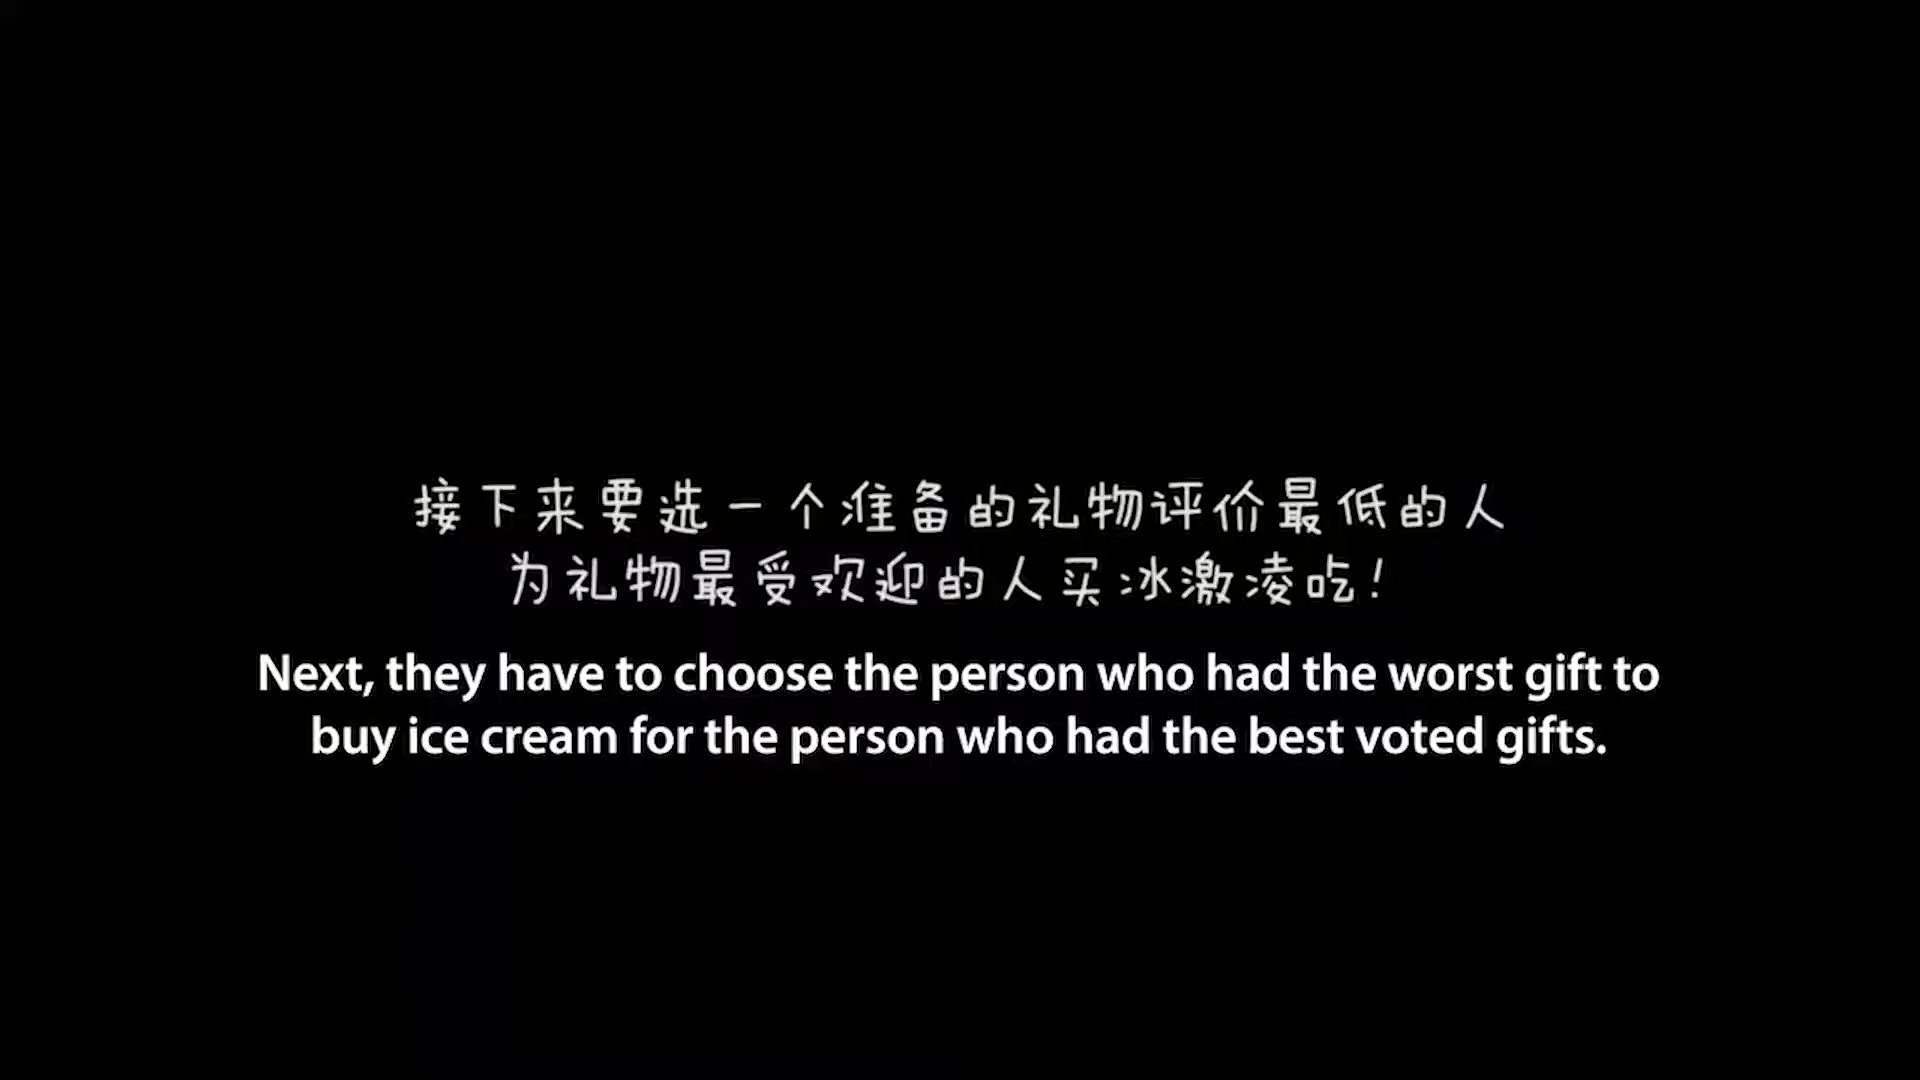 接下来要选一个准备的礼物评价最低的人
为礼物最受欢迎的人买冰激凌吃!
Next, they have to choose the person who had the worst gift to
buy ice cream for the person who had the best voted gifts.